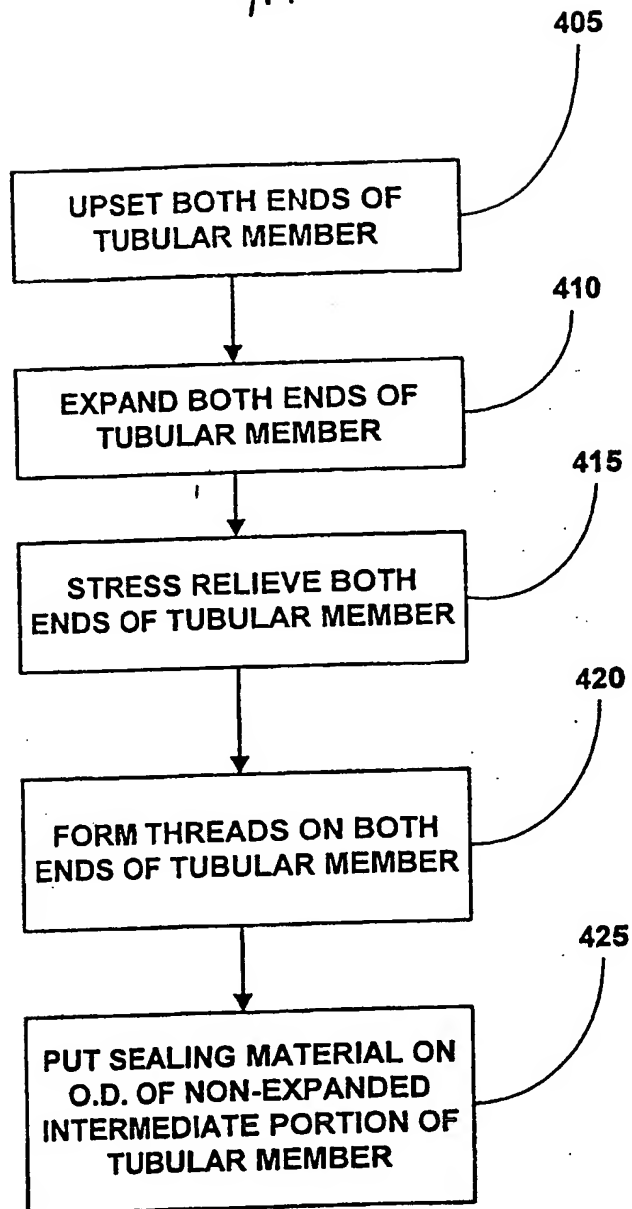 405
UPSET BOTH ENDS OF
TUBULAR MEMBER
410
EXPAND BOTH ENDS OF
TUBULAR MEMBER
415
STRESS RELIEVE BOTH
ENDS OF TUBULAR MEMBER
420
FORM THREADS ON BOTH
ENDS OF TUBULAR MEMBER
425
PUT SEALING MATERIAL ON
O.D. OF NON-EXPANDED
INTERMEDIATE PORTION OF
TUBULAR MEMBER